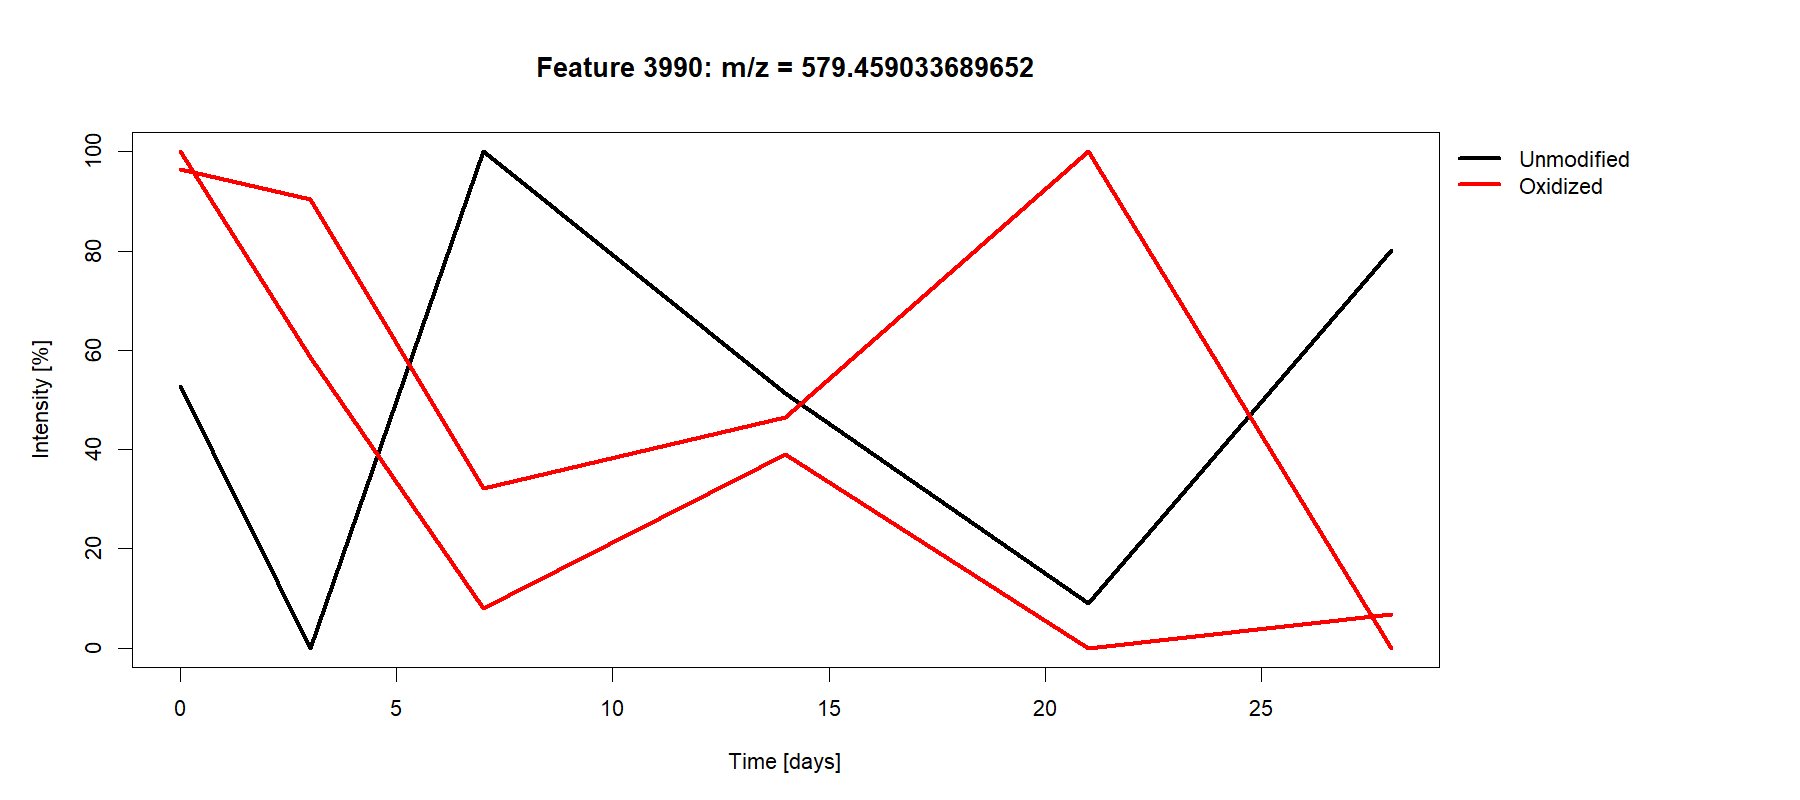 Feature 3990: m/z = 579.459033689652
Unmodified
Oxidized
Intensity [%]
100
80
60
40
20
0
0 5 10 15 20 25
Time [days]